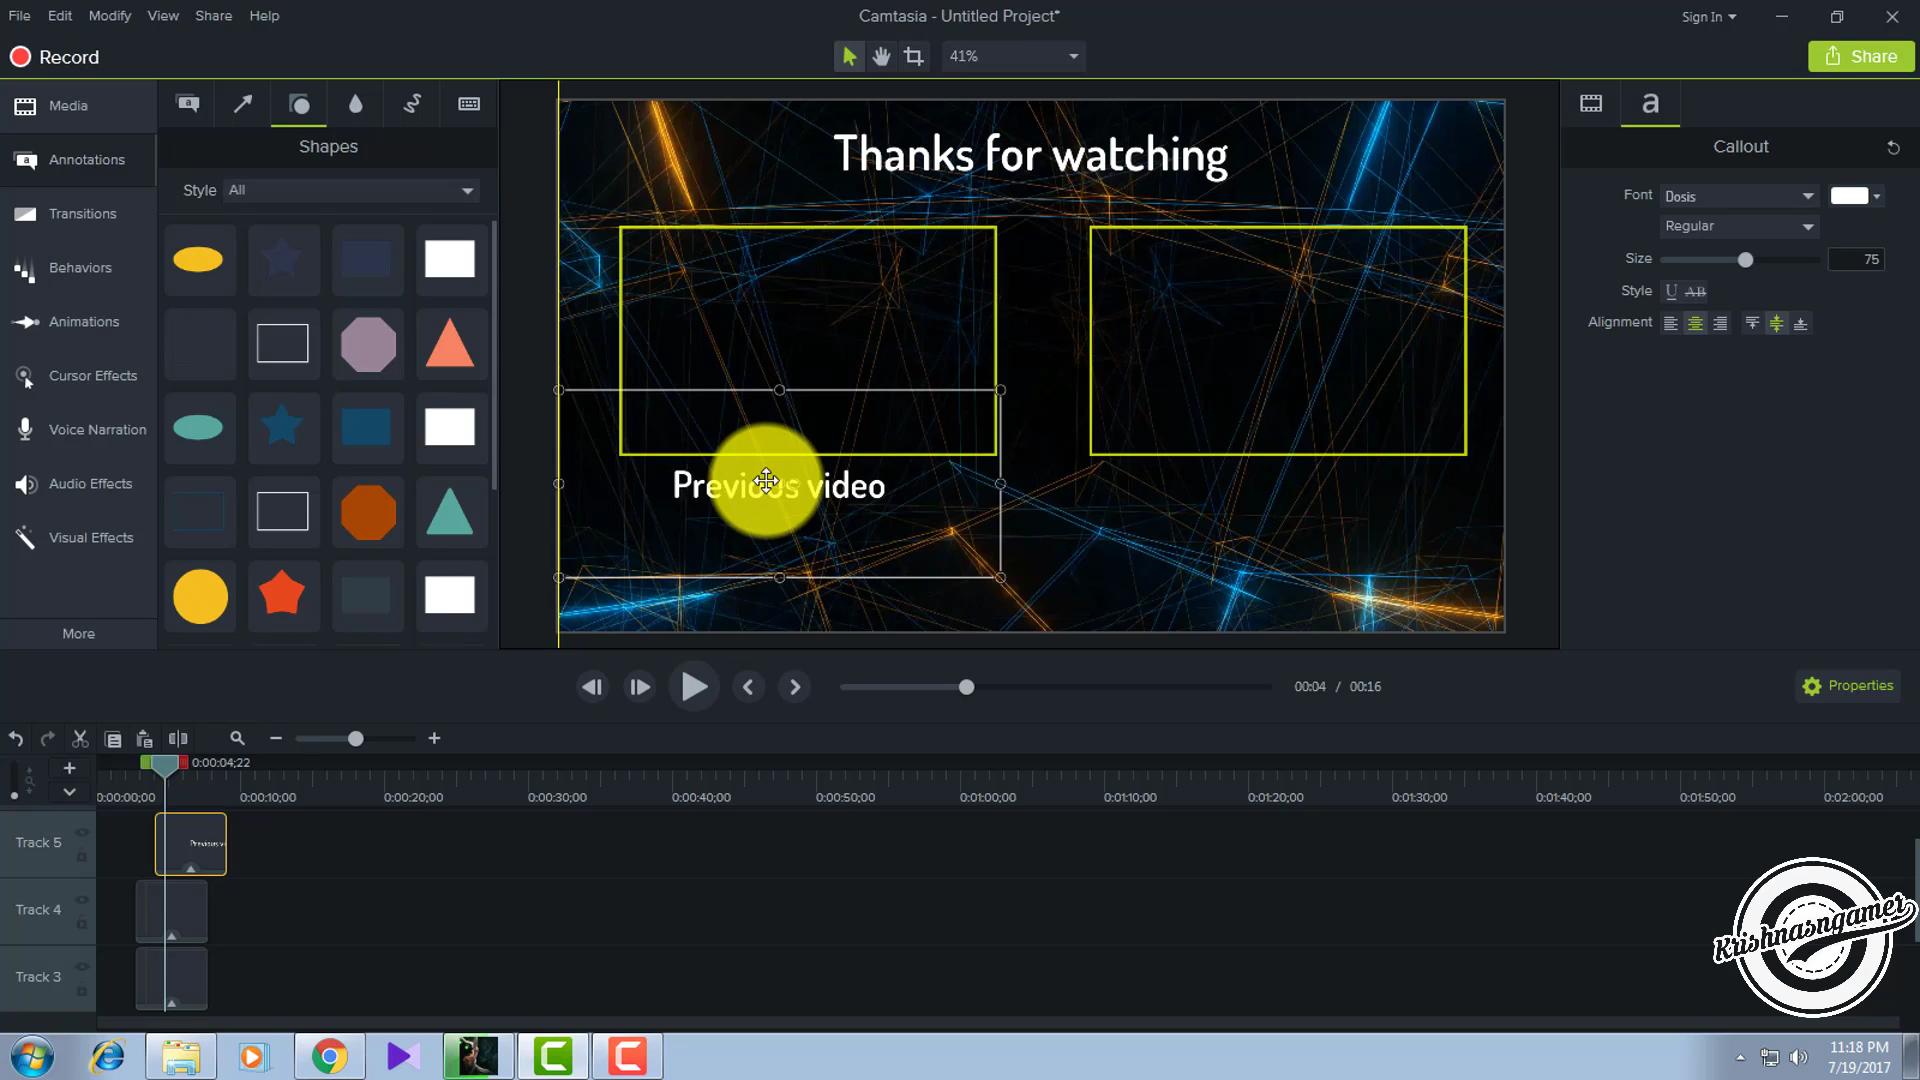 File Edit Modify View Share Help
Camtasia - Untitled Project*
Sign In
Record
41%
Share
Media
Annotations
Transitions
Behaviors
Animations
Cursor Effects
Voice Narration
Audio Effects
Visual Effects
More
Shapes
Style All
Thanks for watching
Previous video
a
Callout
Font Dosis
Regular
Size 75
Style U AB
Alignment
00:04 / 00:16
Properties
0:00:04;22
0:00:00;00 0:00:10;00 0:00:20;00 0:00:30;00 0:00:40;00 0:00:50;00 0:01:00;00 0:01:10;00 0:01:20;00 0:01:30;00 0:01:40;00 0:01:50;00 0:02:00;00
Track 5
Previous v
Track 4
Track 3
Krishnasngamer
11:18 PM
7/19/2017